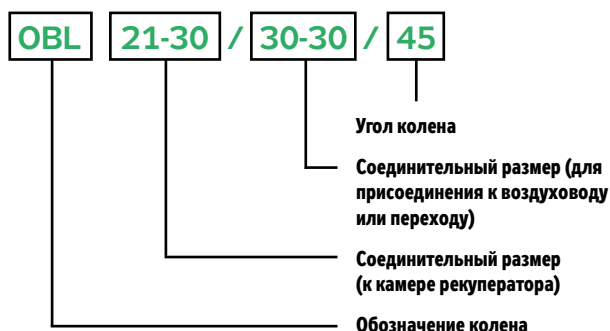 OBL 21-30 / 30-30 / 45
Угол колена
Соединительный размер (для
присоединения к воздуховоду
или переходу)
Соединительный размер
(к камере рекуператора)
Обозначение колена